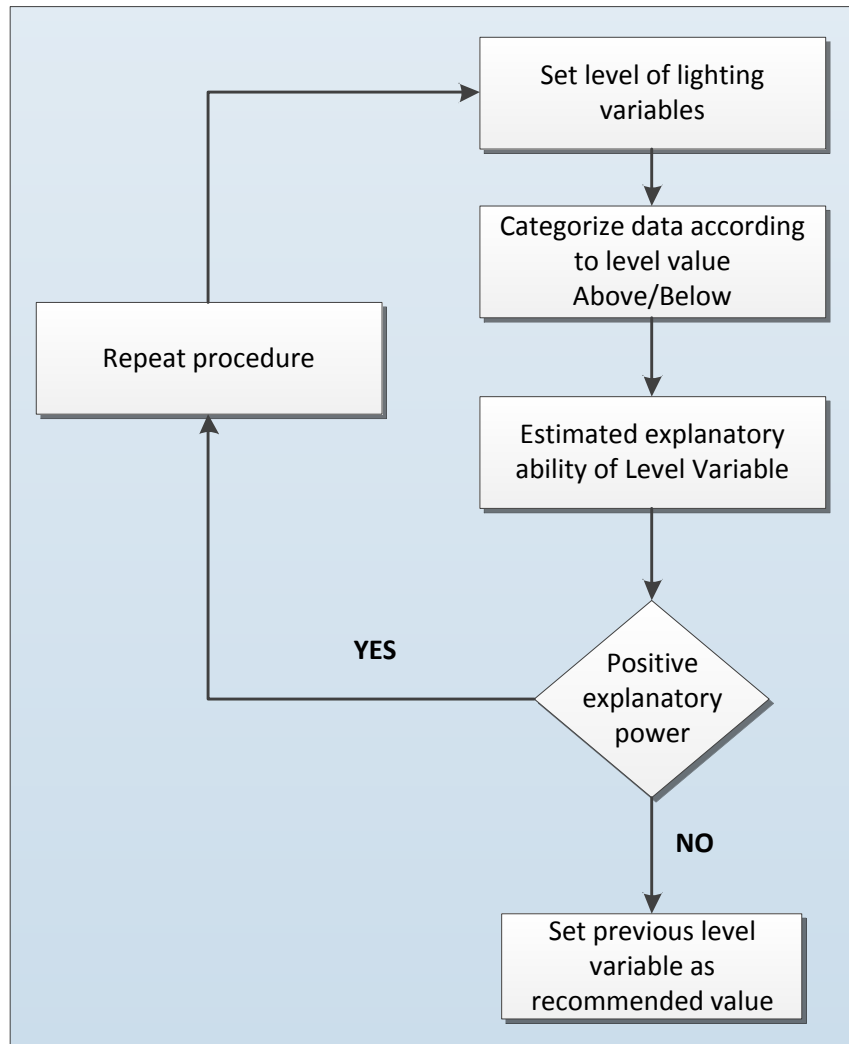 Set level of lighting
variables
Categorize data according
to level value
Above/Below
Repeat procedure
Estimated explanatory
ability of Level Variable
YES
Positive
explanatory
power
NO
Set previous level
variable as
recommended value